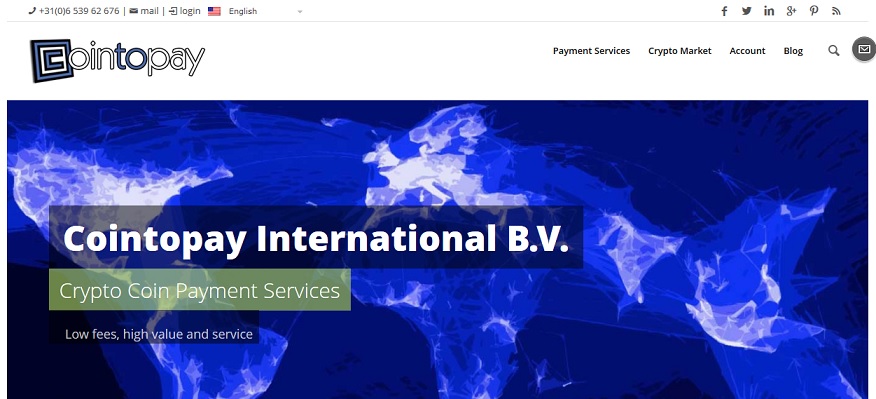 +31(0)6 539 62 676 | mail | login English
Cointopay
Payment Services Crypto Market Account Blog
Cointopay International B.V.
Crypto Coin Payment Services
Low fees, high value and service